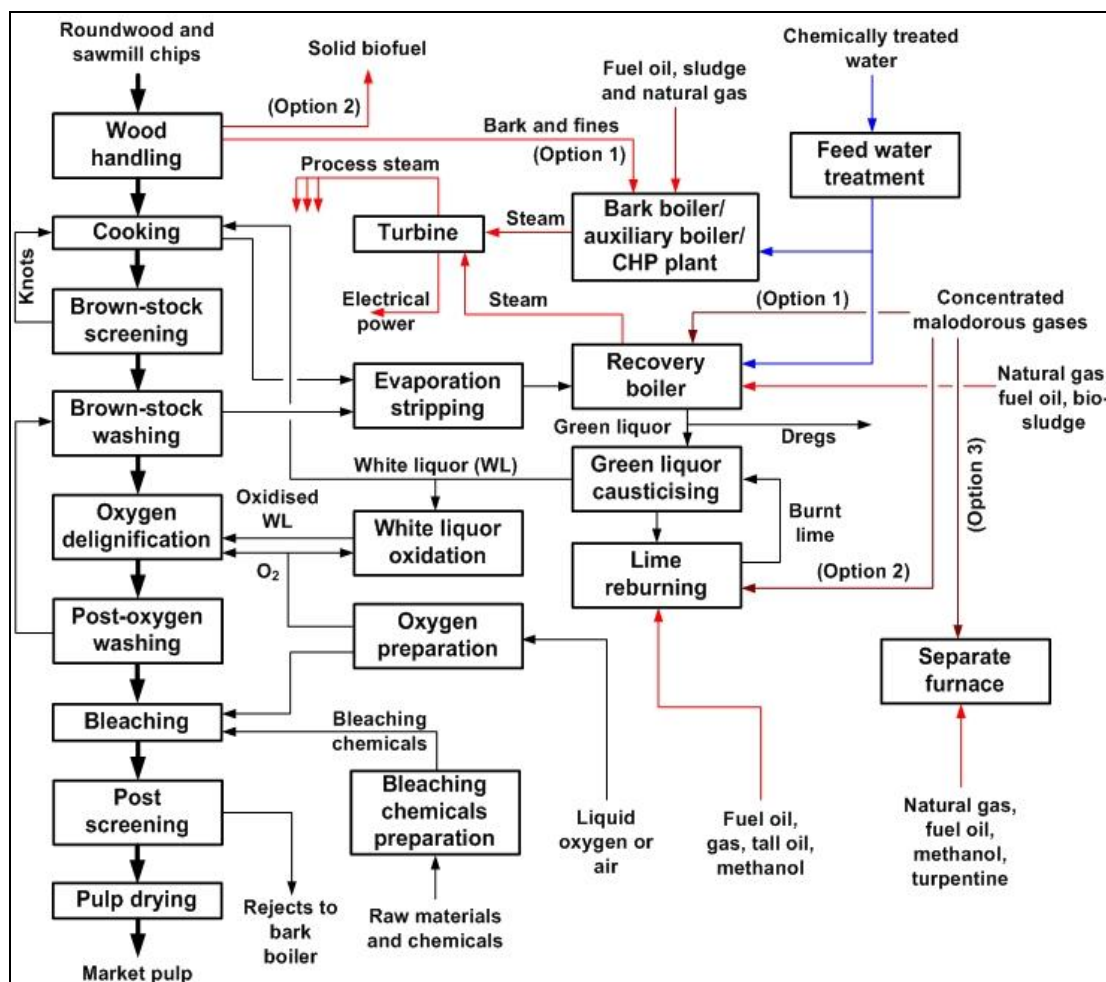 Roundwood and
sawmill chips
Solid biofuel
(Option 2)
Fuel oil, sludge
and natural gas
Chemically treated
water
Wood
handling
Bark and fines
(Option 1)
Feed water
treatment
Process steam
Cooking
Turbine
Steam
Bark boiler/
auxiliary boiler/
CHP plant
Knots
Brown-stock
screening
Electrical
power
Steam
(Option 1)
Concentrated
malodorous gases
Evaporation
stripping
Recovery
boiler
Natural gas
fuel oil, bio-
sludge
Brown-stock
washing
Green liquor
Dregs
White liquor (WL)
Green liquor
causticising
(Option 3)
Oxygen
delignification
Oxidised
WL
White liquor
oxidation
Burnt
lime
O2
Lime
reburning
(Option 2)
Post-oxygen
washing
Oxygen
preparation
Separate
furnace
Bleaching
Bleaching
chemicals
Post
screening
Bleaching
chemicals
preparation
Liquid
oxygen or
air
Fuel oil,
gas, tall oil,
methanol
Natural gas,
fuel oil,
methanol,
turpentine
Pulp drying
Rejects to
bark
boiler
Raw materials
and chemicals
Market pulp